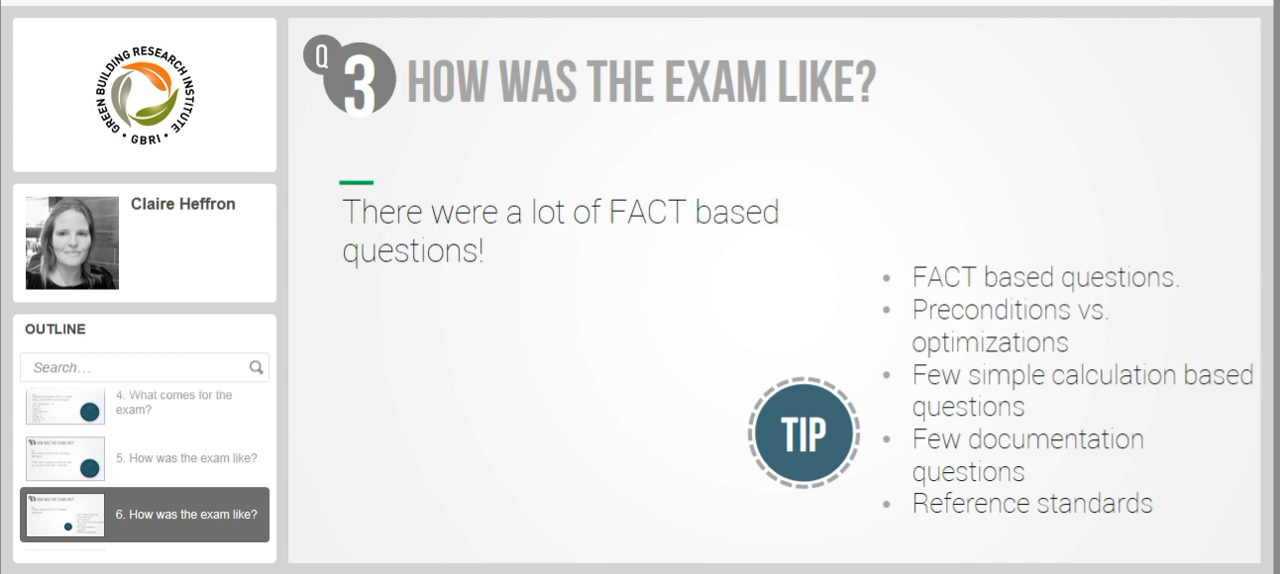 GREEN BUILDING RESEARCH INSTITUTE
• GBRI •
Claire Heffron
OUTLINE
Search...
4. What comes for the
exam?
5. How was the exam like?
6. How was the exam like?
Q
3
HOW WAS THE EXAM LIKE?
There were a lot of FACT based
questions!
TIP
• FACT based questions.
• Preconditions vs.
optimizations
• Few simple calculation based
questions
• Few documentation
questions
• Reference standards